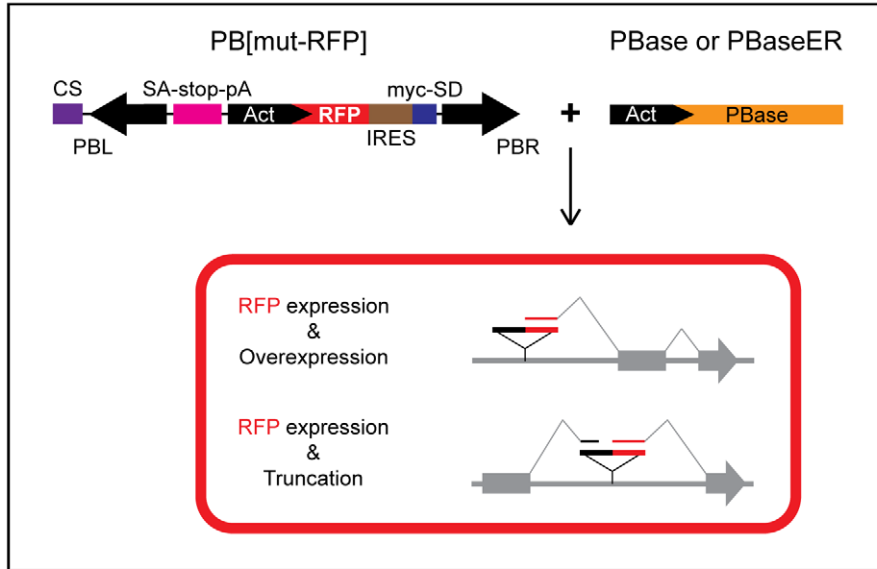 PB[mut-RFP]
PBase or PBaseER
CS
SA-stop-pA
myc-SD
Act
RFP
+
Act
PBase
PBL
IRES
PBR
RFP expression
&
Overexpression
RFP expression
&
Truncation